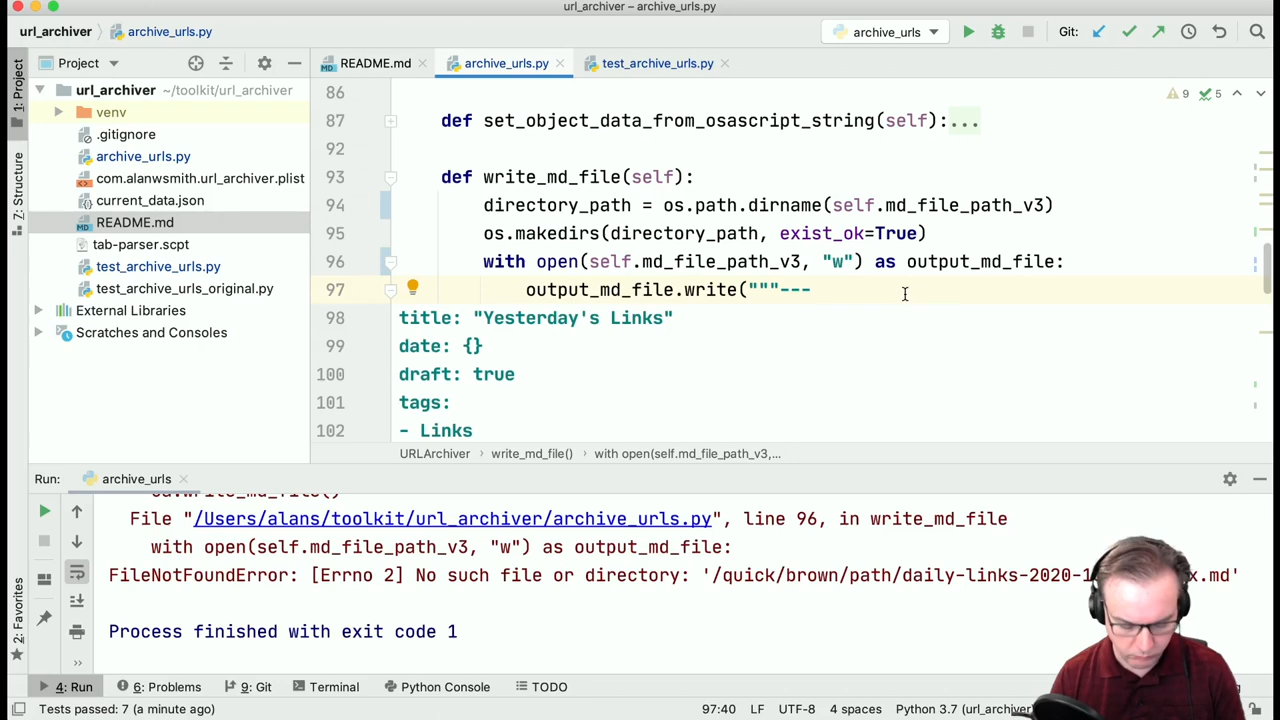 url_archiver – archive_urls.py
url_archiver archive_urls.py
archive_urls Git:
Project
README.md archive_urls.py test_archive_urls.py
1: Project
7: Structure
2: Favorites
url_archiver ~/toolkit/url_archiver
venv
.gitignore
archive_urls.py
com.alanwsmith.url_archiver.plist
current_data.json
README.md
tab-parser.scpt
test_archive_urls.py
test_archive_urls_original.py
External Libraries
Scratches and Consoles
9 5
86
87 def set_object_data_from_osascript_string(self):...
92
93 def write_md_file(self):
94 directory_path = os.path.dirname(self.md_file_path_v3)
95 os.makedirs(directory_path, exist_ok=True)
96 with open(self.md_file_path_v3, "w") as output_md_file:
97 output_md_file.write("""---
98 title: "Yesterday's Links"
99 date: {}
100 draft: true
101 tags:
102 - Links
URLArchiver write_md_file() with open(self.md_file_path_v3,...
Run: archive_urls
File "/Users/alans/toolkit/url_archiver/archive_urls.py", line 96, in write_md_file
with open(self.md_file_path_v3, "w") as output_md_file:
FileNotFoundError: [Errno 2] No such file or directory: '/quick/brown/path/daily-links-2020-1 x.md'
Process finished with exit code 1
4: Run 6: Problems 9: Git Terminal Python Console TODO
Tests passed: 7 (a minute ago) 97:40 LF UTF-8 4 spaces Python 3.7 (url_archiver)